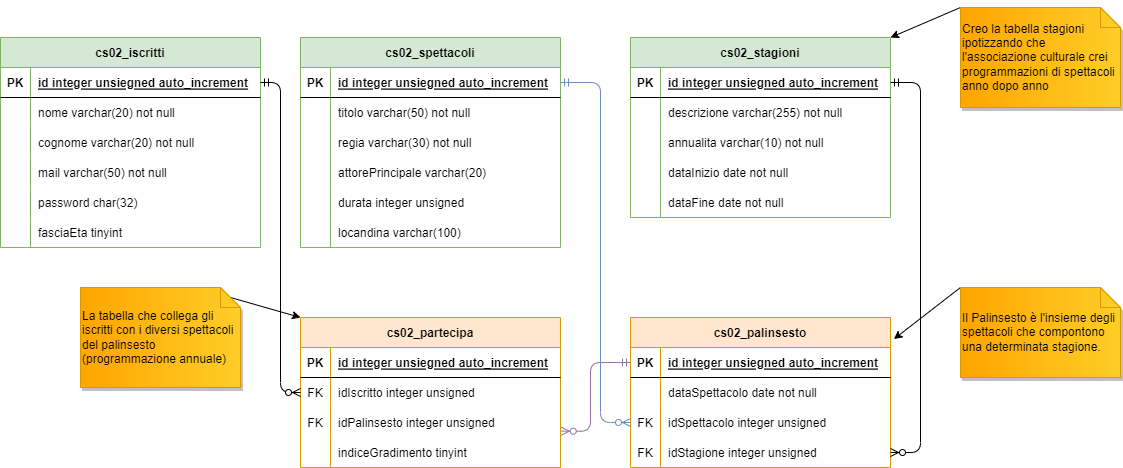 cs02_iscritti
PK id integer unsiegned auto_increment
nome varchar(20) not null
cognome varchar(20) not null
mail varchar(50) not null
password char(32)
fasciaEta tinyint
cs02_spettacoli
PK id integer unsiegned auto_increment
titolo varchar(50) not null
regia varchar(30) not null
attorePrincipale varchar(20)
durata integer unsigned
locandina varchar(100)
cs02_stagioni
PK id integer unsiegned auto_increment
descrizione varchar(255) not null
annualita varchar(10) not null
dataInizio date not null
dataFine date not null
Creo la tabella stagioni
ipotizzando che
l'associazione culturale crei
programmazioni di spettacoli
anno dopo anno
La tabella che collega gli
iscritti con i diversi spettacoli
del palinsesto
(programmazione annuale)
cs02_partecipa
PK id integer unsiegned auto_increment
FK idIscritto integer unsigned
FK idPalinsesto integer unsigned
indiceGradimento tinyint
cs02_palinsesto
PK id integer unsiegned auto_increment
dataSpettacolo date not null
FK idSpettacolo integer unsigned
FK idStagione integer unsigned
Il Palinsesto è l'insieme degli
spettacoli che compontono
una determinata stagione.